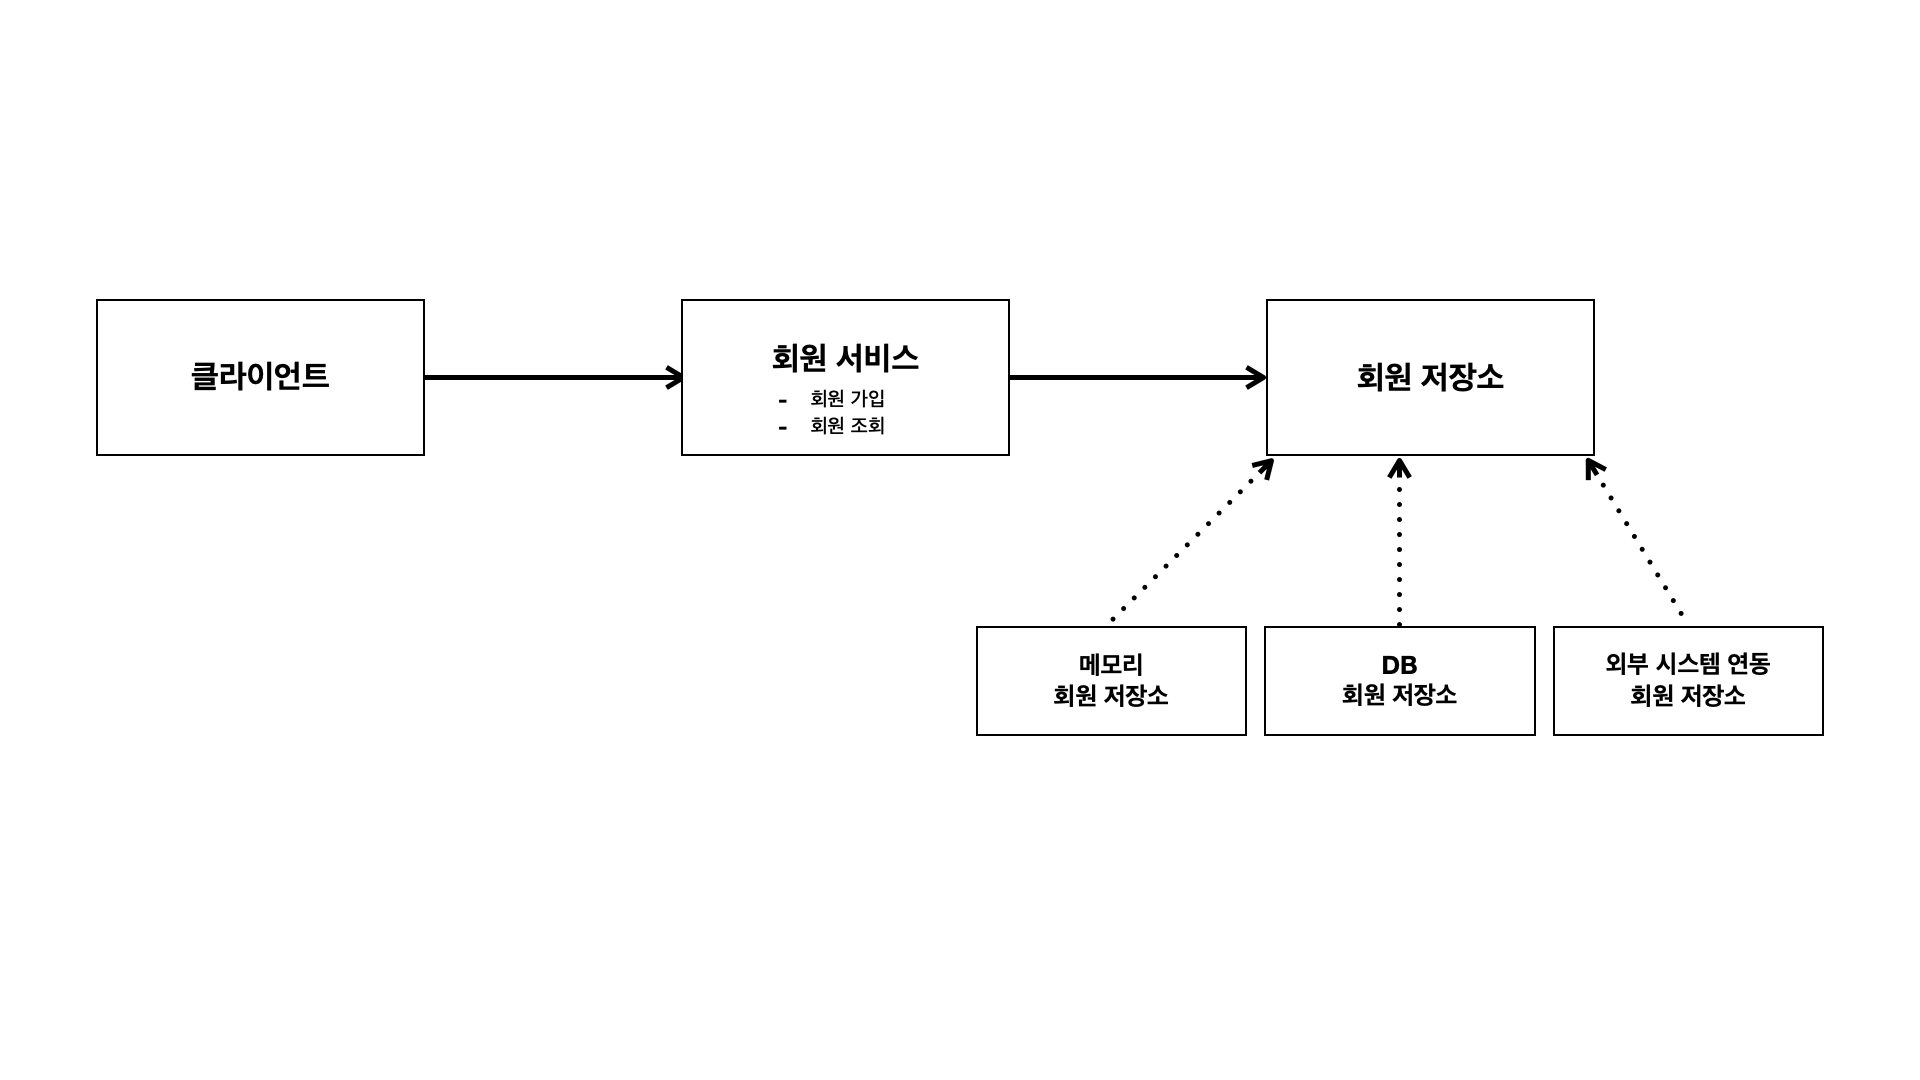 클라이언트
회원 서비스
- 회원 가입
- 회원 조회
회원 저장소
메모리
회원 저장소
DB
회원 저장소
외부 시스템 연동
회원 저장소